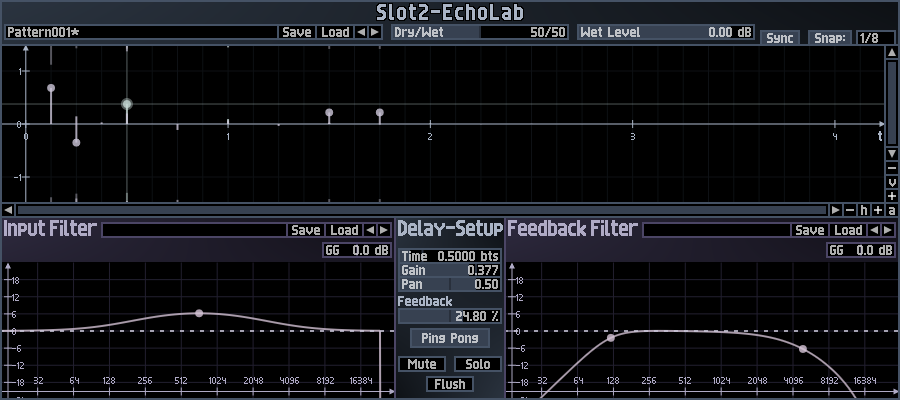 Slot2-EchoLab
Pattern001* Save Load Dry/Wet 50/50 Wet Level 0.00 dB Sync Snap: 1/8
1
0 1 2 3 4 t
-1
- v +
- h + a
Input Filter Save Load
GG 0.0 dB
18
12
6
0
-6
-12
-18
32 64 128 256 512 1024 2048 4096 8192 16384
Delay-Setup
Time 0.5000 bts
Gain 0.377
Pan 0.50
Feedback
24.80 %
Ping Pong
Mute Solo
Flush
Feedback Filter Save Load
GG 0.0 dB
18
12
6
0
-6
-12
-18
32 64 128 256 512 1024 2048 4096 8192 16384